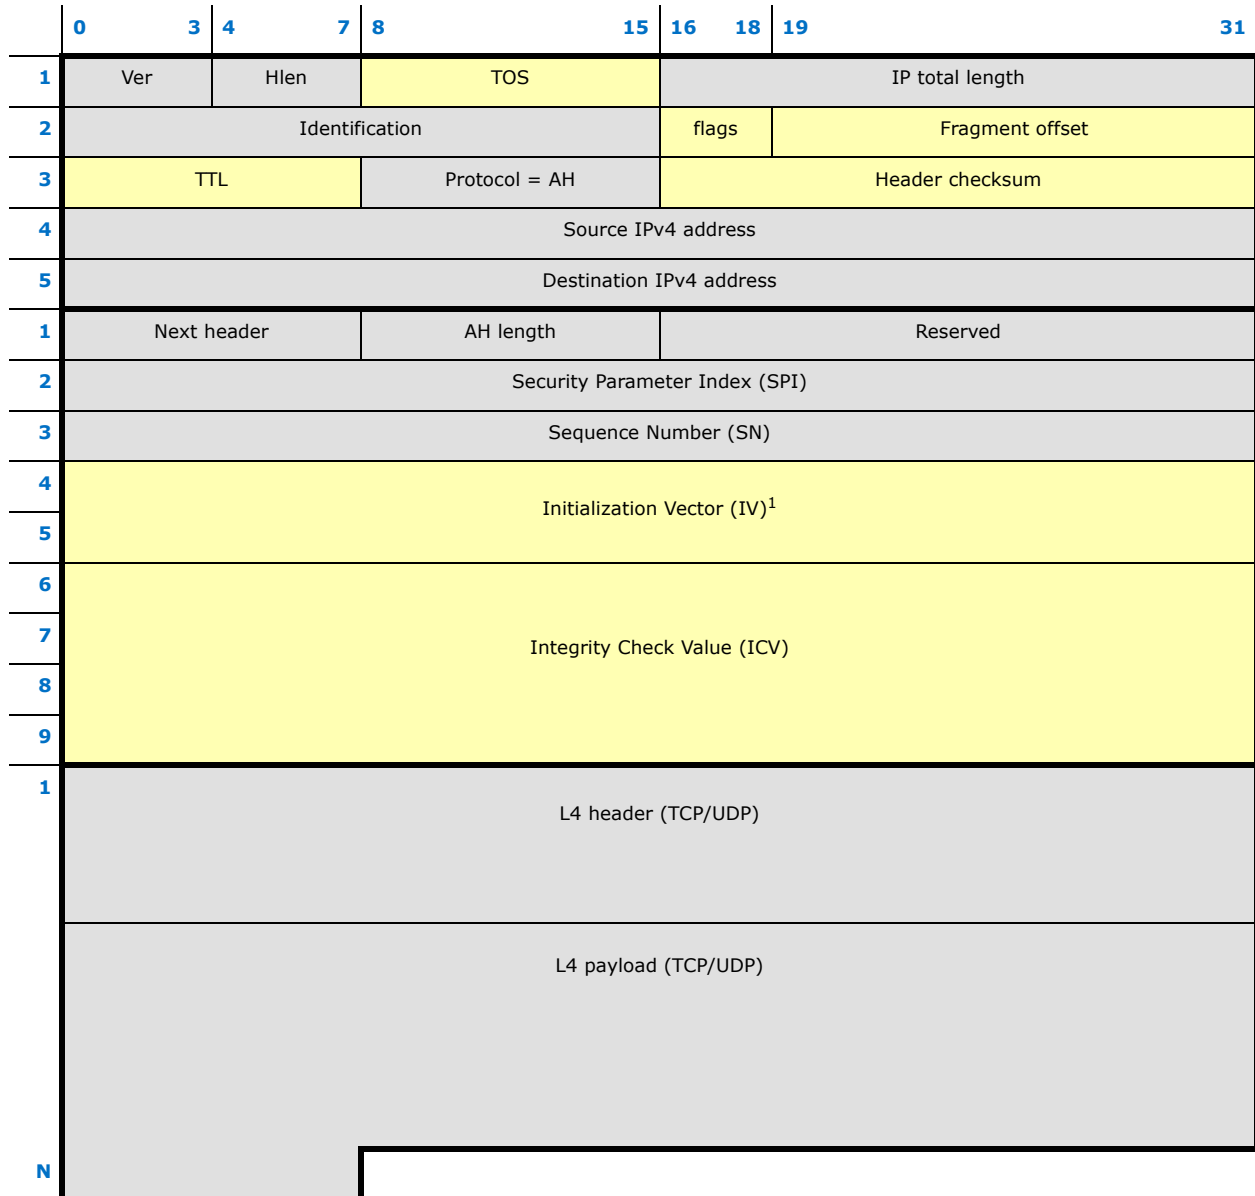 0 3 4 7 8 15 16 18 19 31
1 Ver Hlen TOS IP total length
2 Identification flags Fragment offset
3 TTL Protocol = AH Header checksum
4 Source IPv4 address
5 Destination IPv4 address
1 Next header AH length Reserved
2 Security Parameter Index (SPI)
3 Sequence Number (SN)
4
Initialization Vector (IV)1
5
6
7
Integrity Check Value (ICV)
8
9
1
L4 header (TCP/UDP)
L4 payload (TCP/UDP)
N